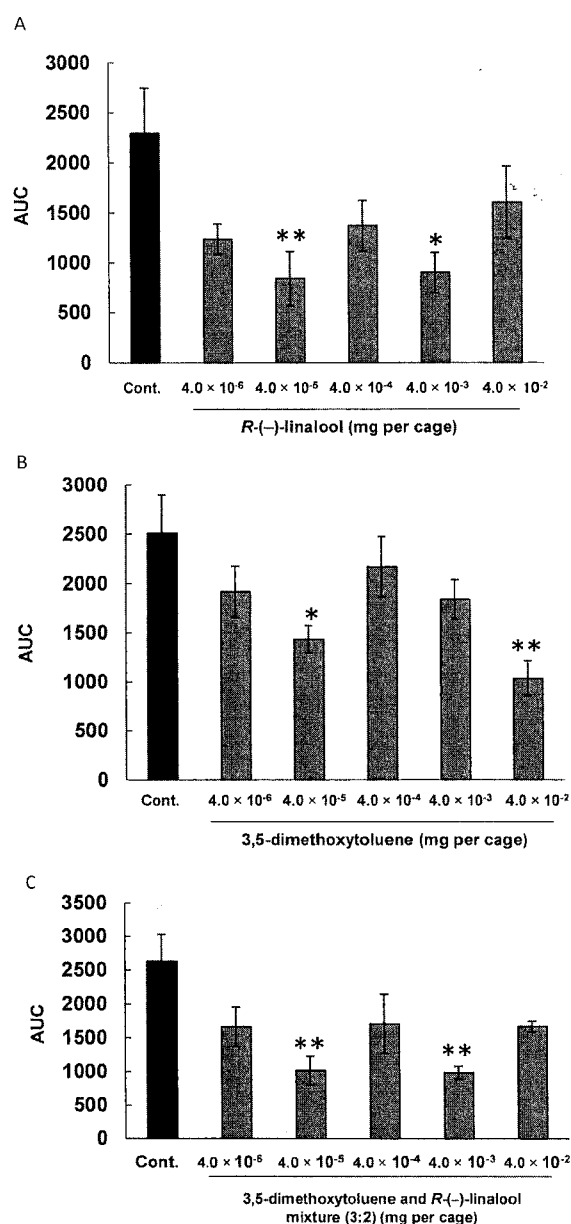 A
3000
2500
2000
1500
1000
500
0
AUC
**
*
Cont.
4.0 × 10⁻⁶ 4.0 × 10⁻⁵ 4.0 × 10⁻⁴ 4.0 × 10⁻³ 4.0 × 10⁻²
R-(–)-linalool (mg per cage)
B
3000
2500
2000
1500
1000
500
0
AUC
*
**
Cont.
4.0 × 10⁻⁶ 4.0 × 10⁻⁵ 4.0 × 10⁻⁴ 4.0 × 10⁻³ 4.0 × 10⁻²
3,5-dimethoxytoluene (mg per cage)
C
3500
3000
2500
2000
1500
1000
500
0
AUC
**
**
Cont.
4.0 × 10⁻⁶ 4.0 × 10⁻⁵ 4.0 × 10⁻⁴ 4.0 × 10⁻³ 4.0 × 10⁻²
3,5-dimethoxytoluene and R-(–)-linalool
mixture (3:2) (mg per cage)